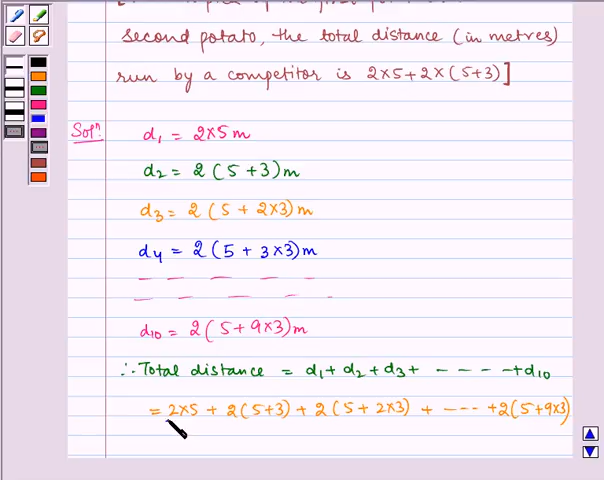 second potato, the total distance (in metres)
run by a competitor is 2×5+2×(5+3)]
Solⁿ.
d₁ = 2×5m
d₂ = 2(5+3)m
d₃ = 2(5+2×3)m
d₄ = 2(5+3×3)m
— — — — —
— — — — —
d₁₀ = 2(5+9×3)m
∴ Total distance = d₁+d₂+d₃+ - - - - +d₁₀
= 2×5 + 2(5+3) + 2(5+2×3) + - - - - +2(5+9×3)